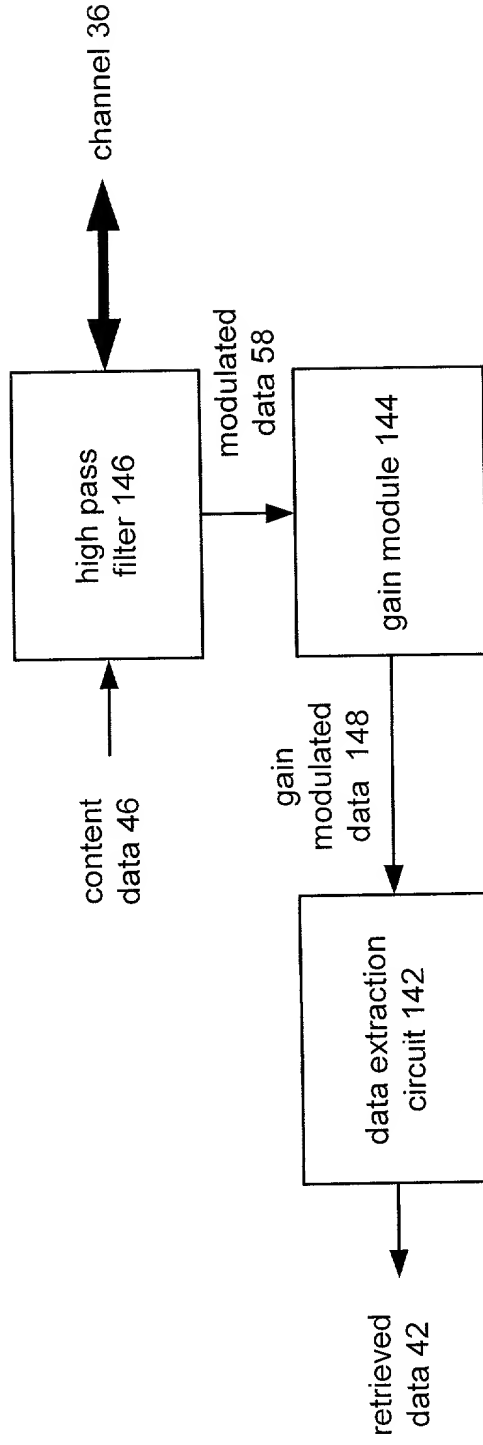 content
data 46
high pass
filter 146
channel 36
modulated
data 58
gain module 144
gain
modulated
data 148
data extraction
circuit 142
retrieved
data 42